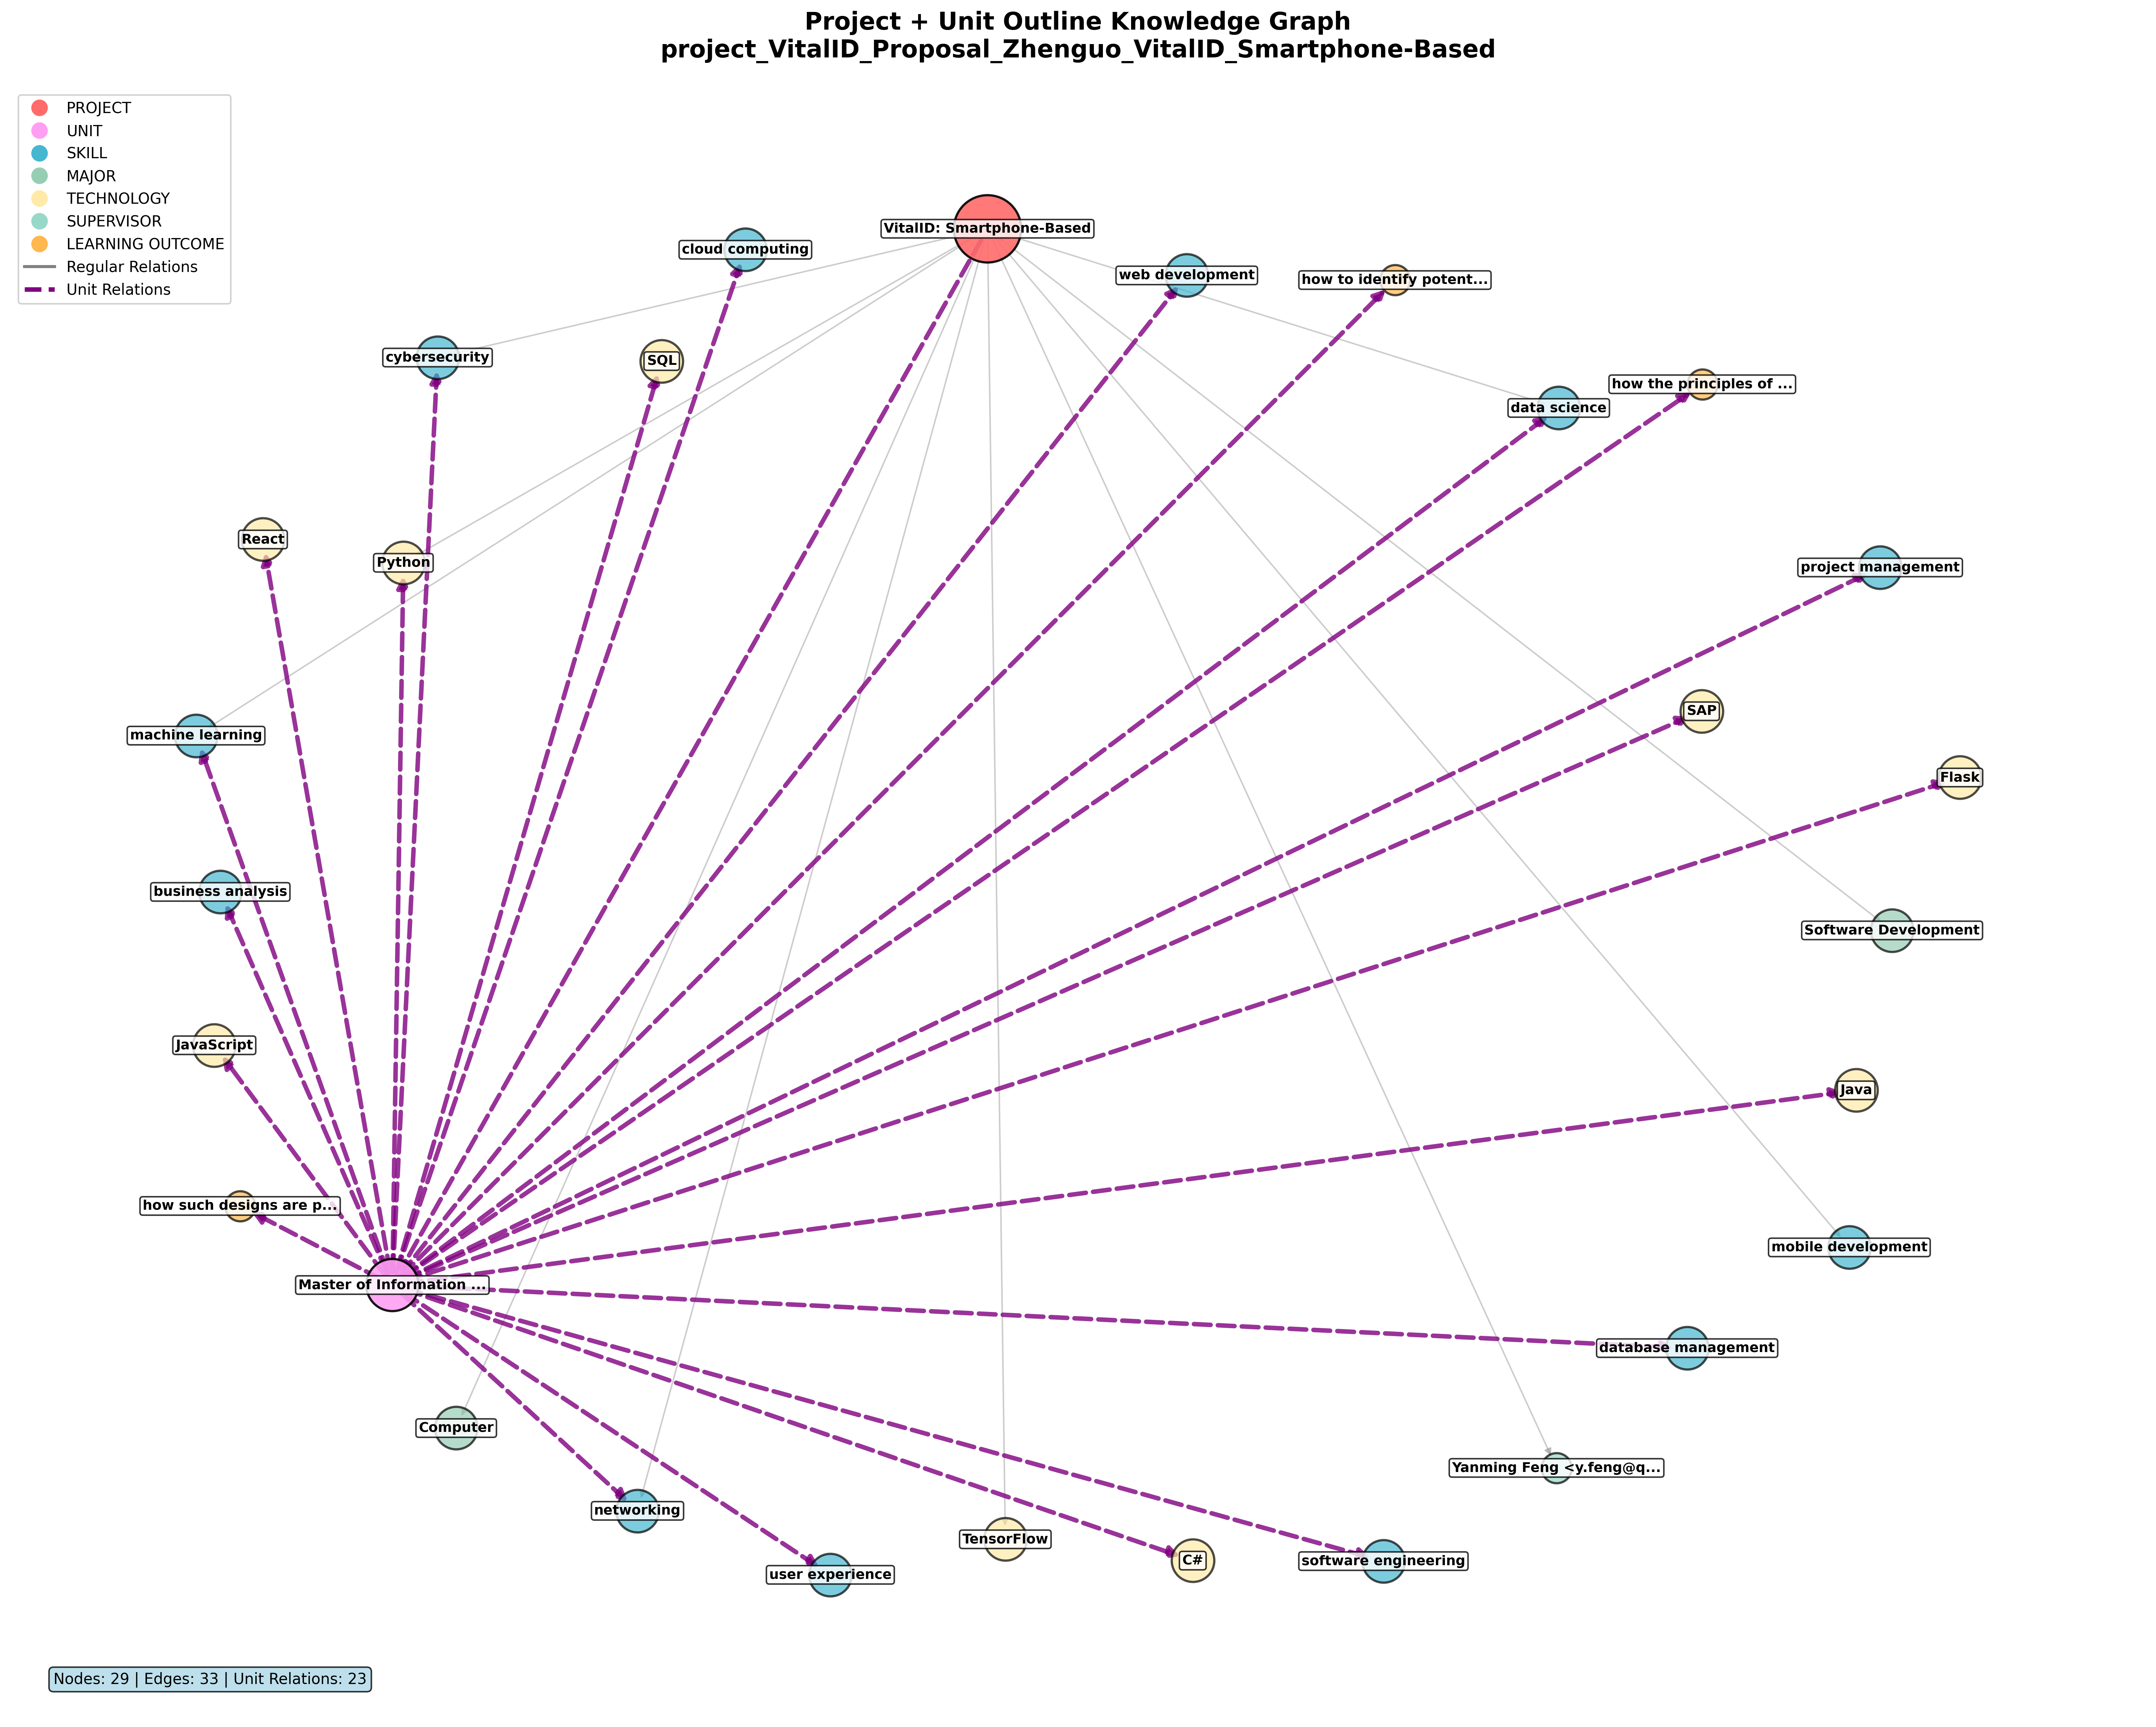 Project + Unit Outline Knowledge Graph
project_VitalID_Proposal_Zhenguo_VitalID_Smartphone-Based
PROJECT
UNIT
SKILL
MAJOR
TECHNOLOGY
SUPERVISOR
LEARNING OUTCOME
Regular Relations
Unit Relations
VitalID: Smartphone-Based
cloud computing
web development
how to identify potent...
cybersecurity
SQL
how the principles of ...
data science
React
Python
project management
SAP
machine learning
Flask
business analysis
Software Development
JavaScript
Java
how such designs are p...
mobile development
Master of Information ...
database management
Computer
Yanming Feng <y.feng@q...
networking
TensorFlow
C#
software engineering
user experience
Nodes: 29 | Edges: 33 | Unit Relations: 23